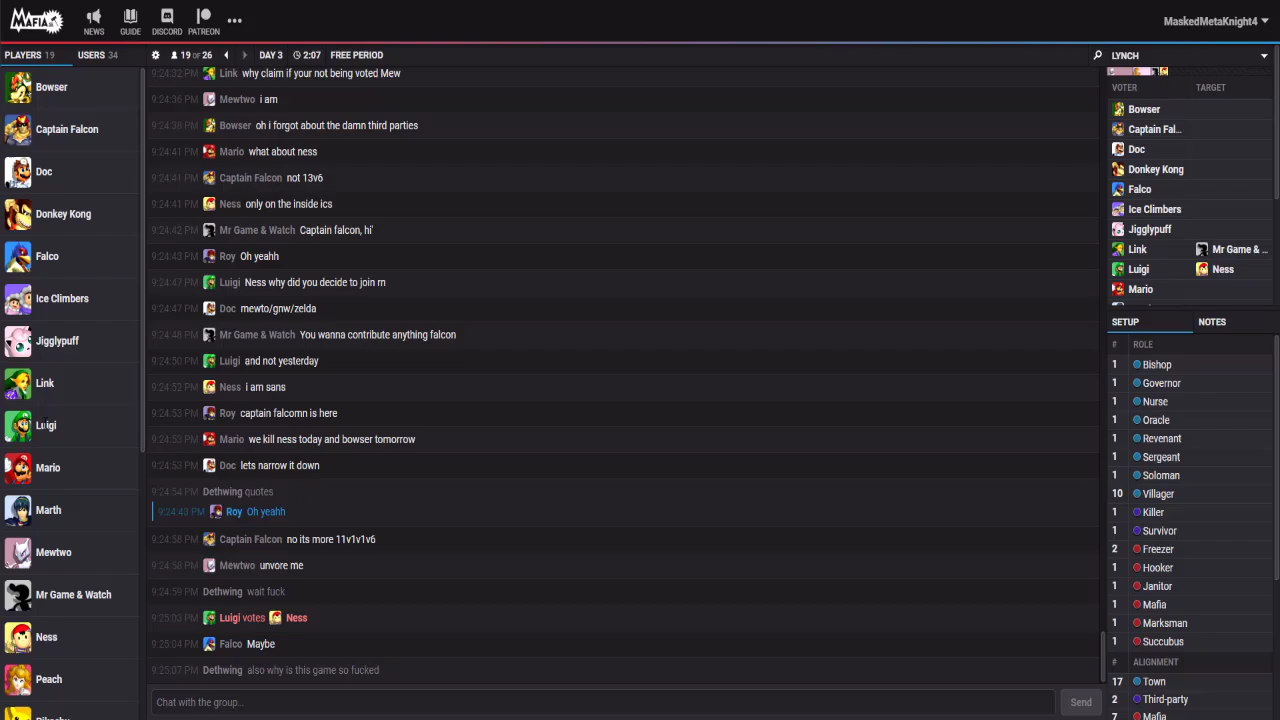 MAFIA
NEWS
GUIDE
DISCORD
PATREON
MaskedMetaKnight4
PLAYERS 19
USERS 34
19 of 26
DAY 3
2:07
FREE PERIOD
LYNCH
Bowser
Captain Falcon
Doc
Donkey Kong
Falco
Ice Climbers
Jigglypuff
Link
Luigi
Mario
Marth
Mewtwo
Mr Game & Watch
Ness
Peach
9:24:32 PM Link why claim if your not being voted Mew
9:24:36 PM Mewtwo i am
9:24:38 PM Bowser oh i forgot about the damn third parties
9:24:41 PM Mario what about ness
9:24:41 PM Captain Falcon not 13v6
9:24:41 PM Ness only on the inside ics
9:24:42 PM Mr Game & Watch Captain falcon, hi'
9:24:43 PM Roy Oh yeahh
9:24:47 PM Luigi Ness why did you decide to join rn
9:24:47 PM Doc mewto/gnw/zelda
9:24:48 PM Mr Game & Watch You wanna contribute anything falcon
9:24:50 PM Luigi and not yesterday
9:24:52 PM Ness i am sans
9:24:53 PM Roy captain falcomn is here
9:24:53 PM Mario we kill ness today and bowser tomorrow
9:24:53 PM Doc lets narrow it down
9:24:54 PM Dethwing quotes
9:24:43 PM Roy Oh yeahh
9:24:58 PM Captain Falcon no its more 11v1v1v6
9:24:56 PM Mewtwo unvore me
9:24:59 PM Dethwing wait fuck
9:25:03 PM Luigi votes Ness
9:25:04 PM Falco Maybe
9:25:07 PM Dethwing also why is this game so fucked
Chat with the group...
Send
VOTER TARGET
Bowser
Captain Fal...
Doc
Donkey Kong
Falco
Ice Climbers
Jigglypuff
Link Mr Game & ...
Luigi Ness
Mario
SETUP NOTES
# ROLE
1 Bishop
1 Governor
1 Nurse
1 Oracle
1 Revenant
1 Sergeant
1 Soloman
10 Villager
1 Killer
1 Survivor
2 Freezer
1 Hooker
1 Janitor
1 Mafia
1 Marksman
1 Succubus
# ALIGNMENT
17 Town
2 Third-party
7 Mafia